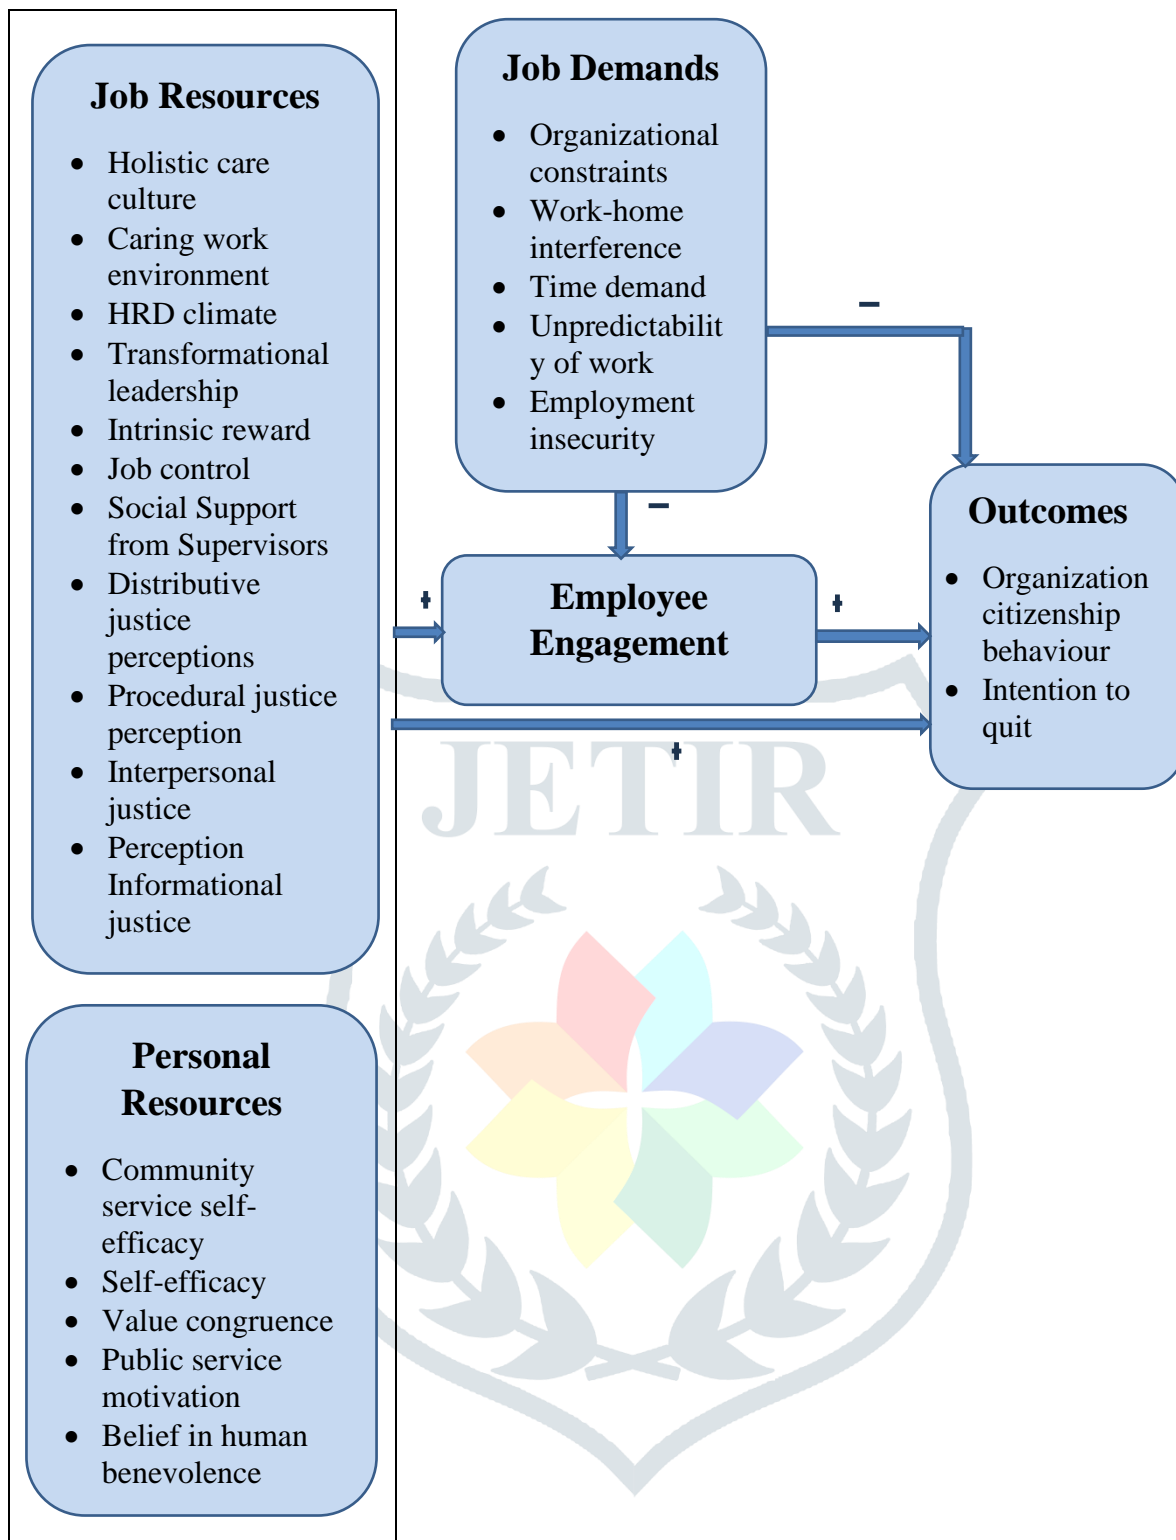 Job Resources
• Holistic care
culture
• Caring work
environment
• HRD climate
• Transformational
leadership
• Intrinsic reward
• Job control
• Social Support
from Supervisors
• Distributive
justice
perceptions
• Procedural justice
perception
• Interpersonal
justice
• Perception
Informational
justice
Personal
Resources
• Community
service self-
efficacy
• Self-efficacy
• Value congruence
• Public service
motivation
• Belief in human
benevolence
Job Demands
• Organizational
constraints
• Work-home
interference
• Time demand
• Unpredictabilit
y of work
• Employment
insecurity
–
–
+
Employee
Engagement
+
+
Outcomes
• Organization
citizenship
behaviour
• Intention to
quit
JETIR